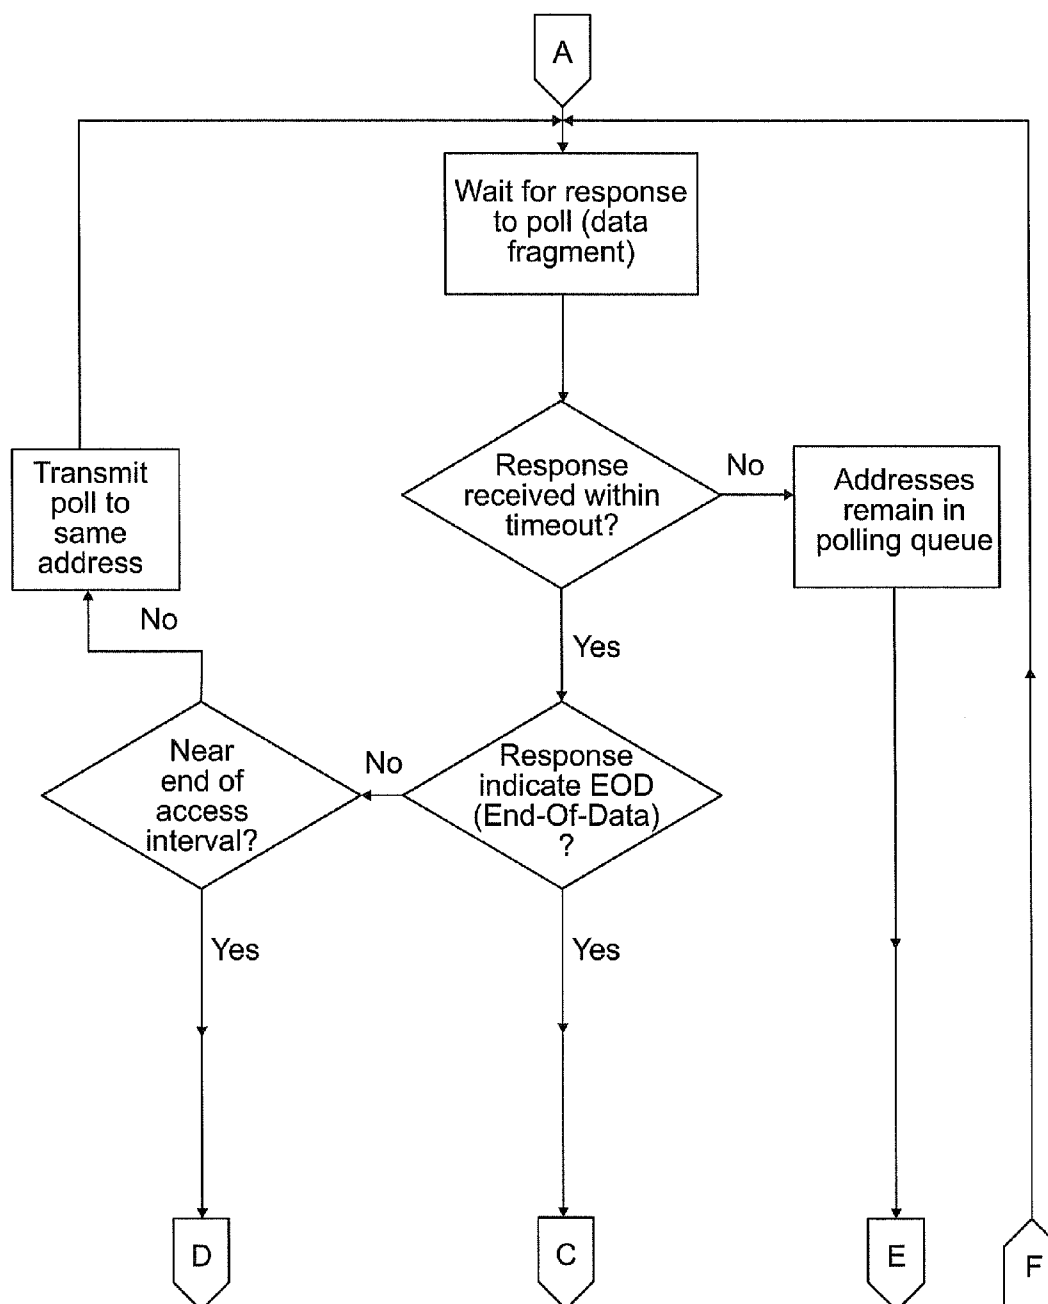 A
Wait for response
to poll (data
fragment)
Transmit
poll to
same
address
Response
received within
timeout?
No
Addresses
remain in
polling queue
No
Yes
Near
end of
access
interval?
No
Response
indicate EOD
(End-Of-Data)
?
Yes
Yes
D
C
E
F